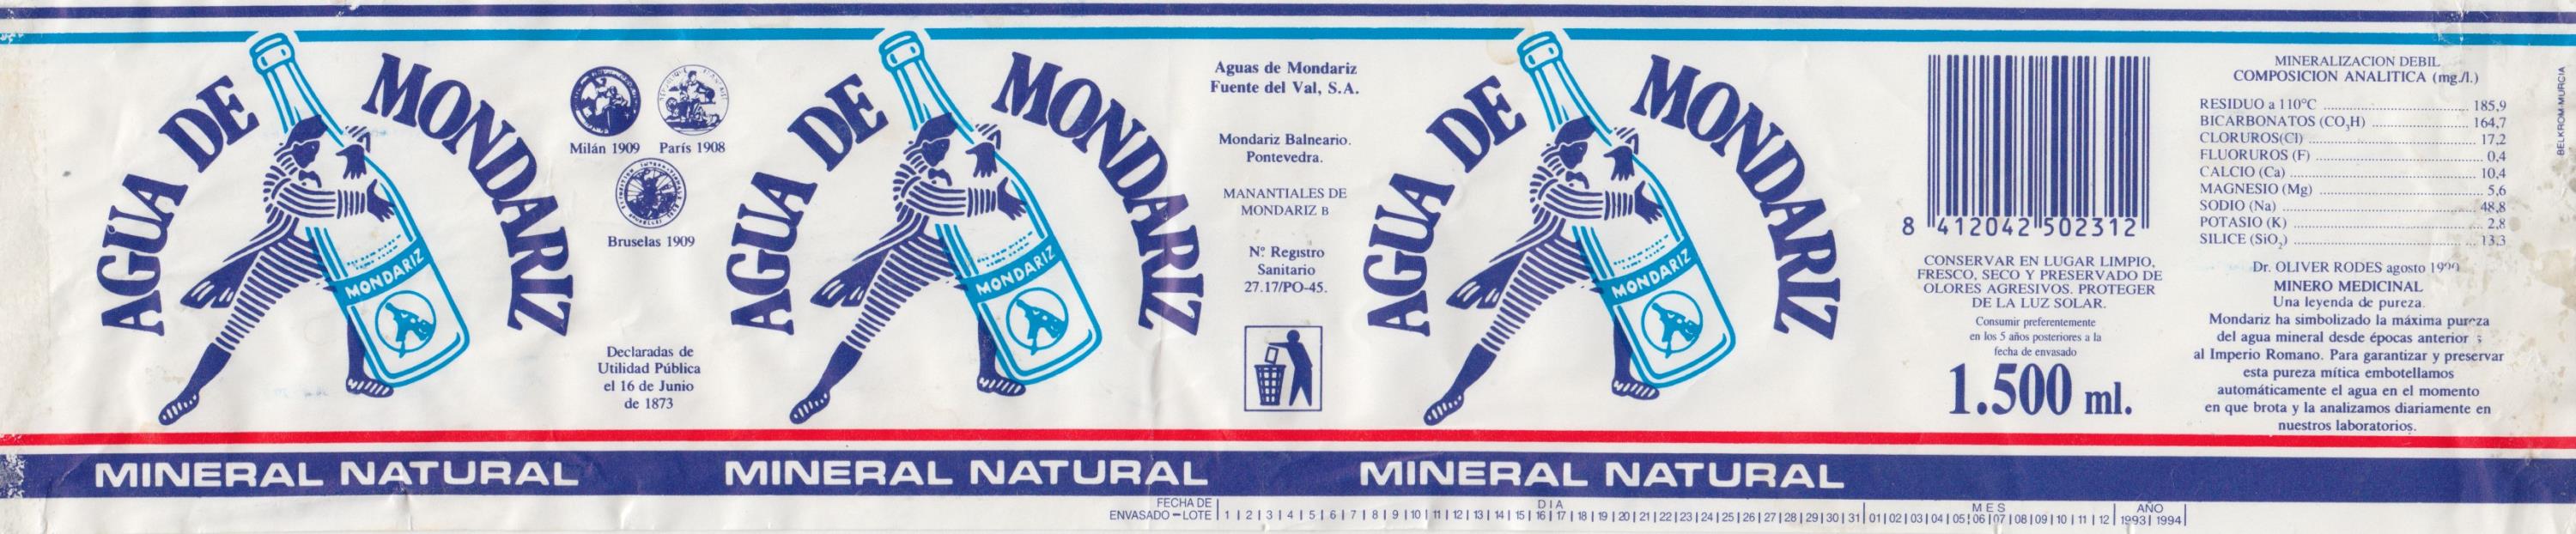 AGUA DE MONDARIZ
MONDARIZ
Milán 1909
París 1908
Bruselas 1909
Declaradas de
Utilidad Pública
el 16 de Junio
de 1873
AGUA DE MONDARIZ
MONDARIZ
Aguas de Mondariz
Fuente del Val, S.A.
Mondariz Balneario.
Pontevedra.
MANANTIALES DE
MONDARIZ B
Nº Registro
Sanitario
27.17/PO-45.
AGUA DE MONDARIZ
MONDARIZ
8 412042 502312
CONSERVAR EN LUGAR LIMPIO,
FRESCO, SECO Y PRESERVADO DE
OLORES AGRESIVOS. PROTEGER
DE LA LUZ SOLAR.
Consumir preferentemente
en los 5 años posteriores a la
fecha de envasado
1.500 ml.
MINERALIZACION DEBIL
COMPOSICION ANALITICA (mg./l.)
RESIDUO a 110°C 185,9
BICARBONATOS (CO₃H) 164,7
CLORUROS(Cl) 17,2
FLUORUROS (F) 0,4
CALCIO (Ca) 10,4
MAGNESIO (Mg) 5,6
SODIO (Na) 48,8
POTASIO (K) 2,8
SILICE (SiO₂) 13,3
Dr. OLIVER RODES agosto
MINERO MEDICINAL
Una leyenda de pureza.
Mondariz ha simbolizado la máxima pureza
del agua mineral desde épocas
al Imperio Romano. Para garantizar y preservar
esta pureza mítica embotellamos
automáticamente el agua en el momento
en que brota y la analizamos diariamente en
nuestros laboratorios.
BELKROM-MURCIA
MINERAL NATURAL
MINERAL NATURAL
MINERAL NATURAL
FECHA DE
ENVASADO - LOTE
DIA
1 | 2 | 3 | 4 | 5 | 6 | 7 | 8 | 9 | 10 | 11 | 12 | 13 | 14 | 15 | 16 | 17 | 18 | 19 | 20 | 21 | 22 | 23 | 24 | 25 | 26 | 27 | 28 | 29 | 30 | 31
MES
01 | 02 | 03 | 04 | 05 | 06 | 07 | 08 | 09 | 10 | 11 | 12
AÑO
1993 | 1994